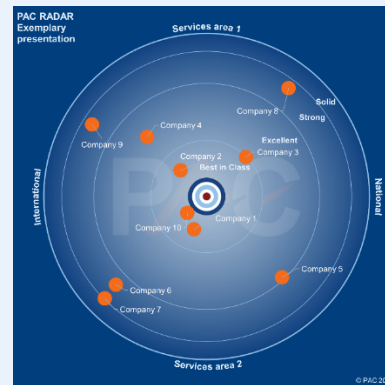 PAC RADAR
Exemplary
presentation
Services area 1
Solid
Company 8
Strong
Company 4
Company 9
Excellent
Company 3
Company 2
Best in Class
PAC
International
National
Company 1
Company 10
Company 5
Company 6
Company 7
Services area 2
© PAC 20